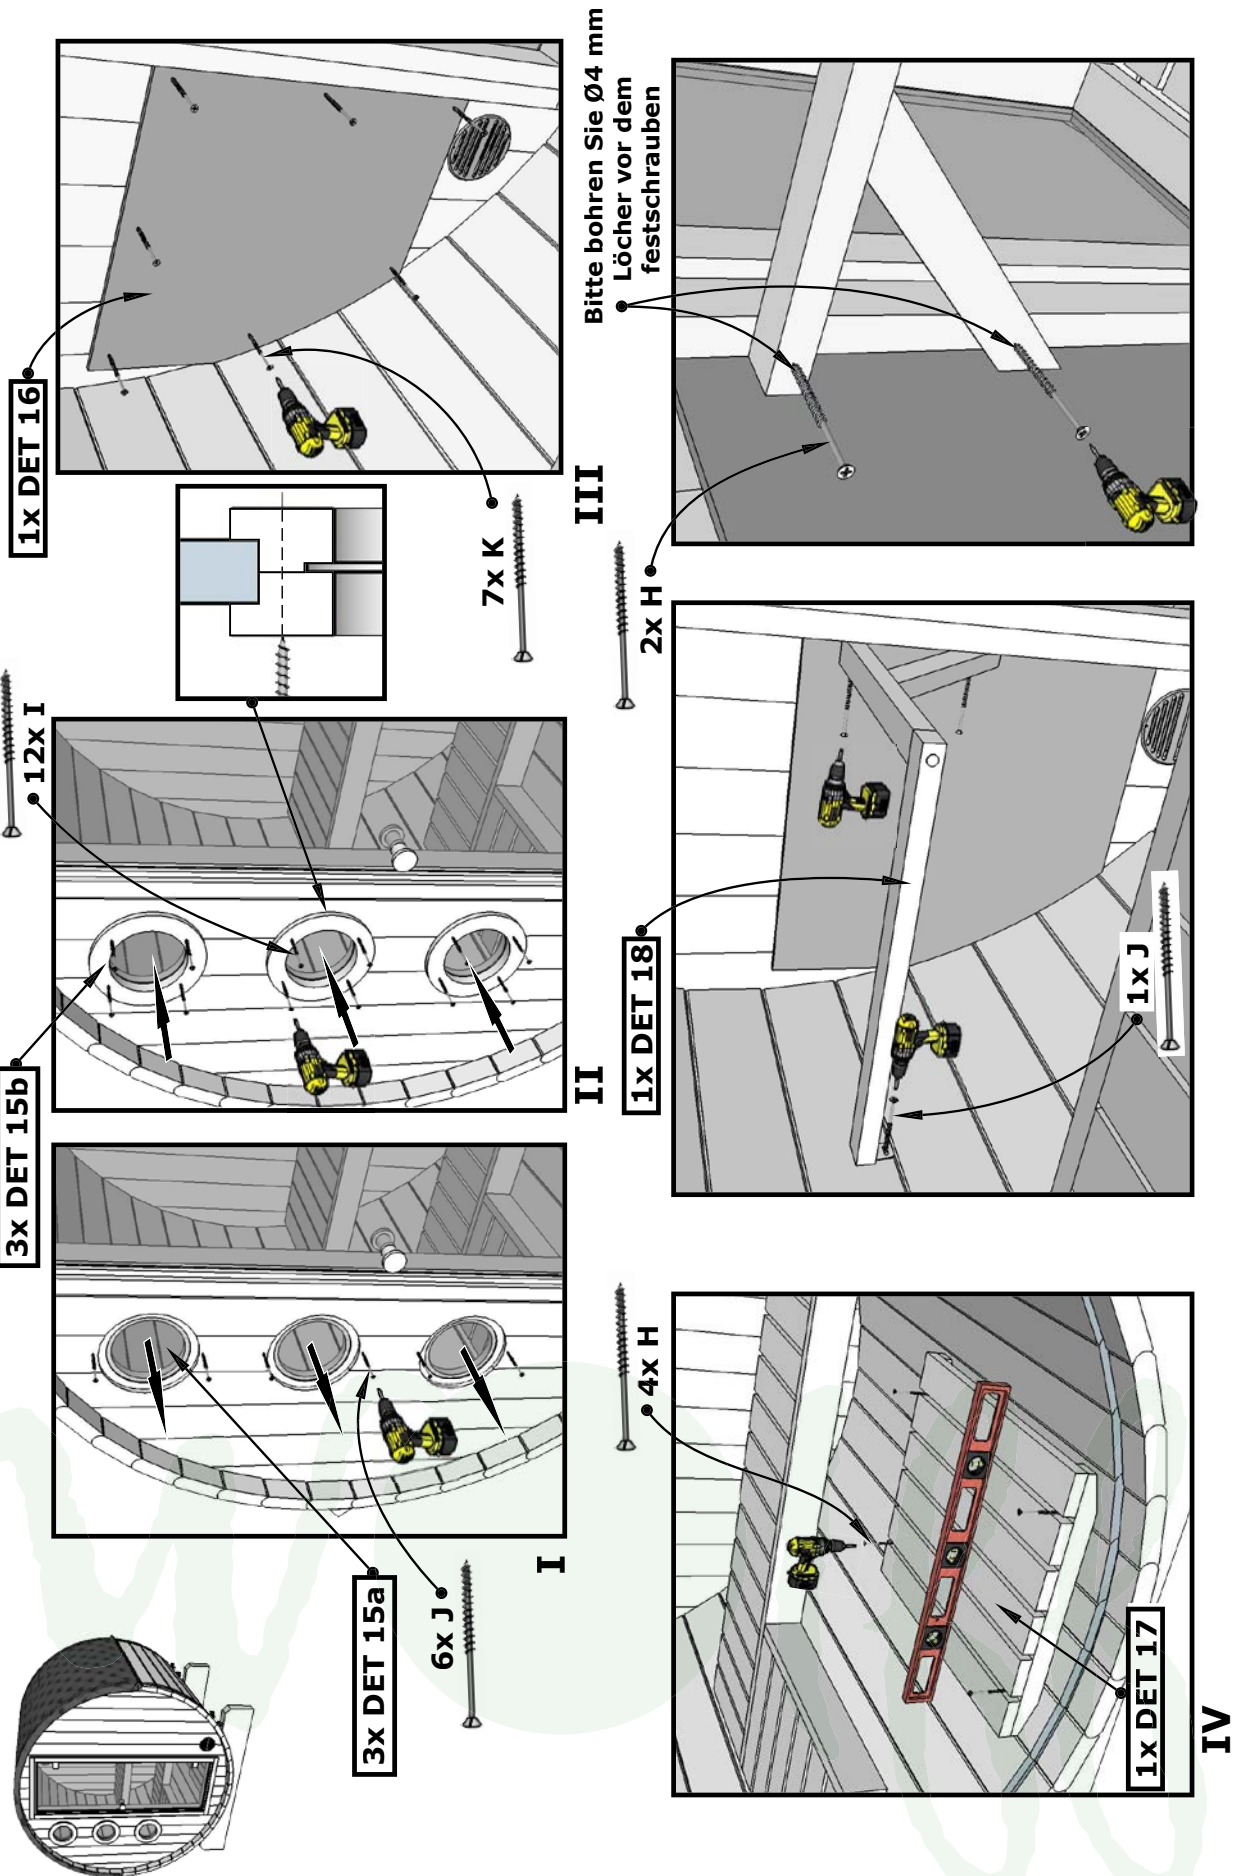 3x DET 15a
6x J
I
3x DET 15b
12x I
II
1x DET 16
7x K
III
1x DET 17
4x H
IV
1x DET 18
1x J
2x H
Bitte bohren Sie Ø4 mm
Löcher vor dem
festschrauben